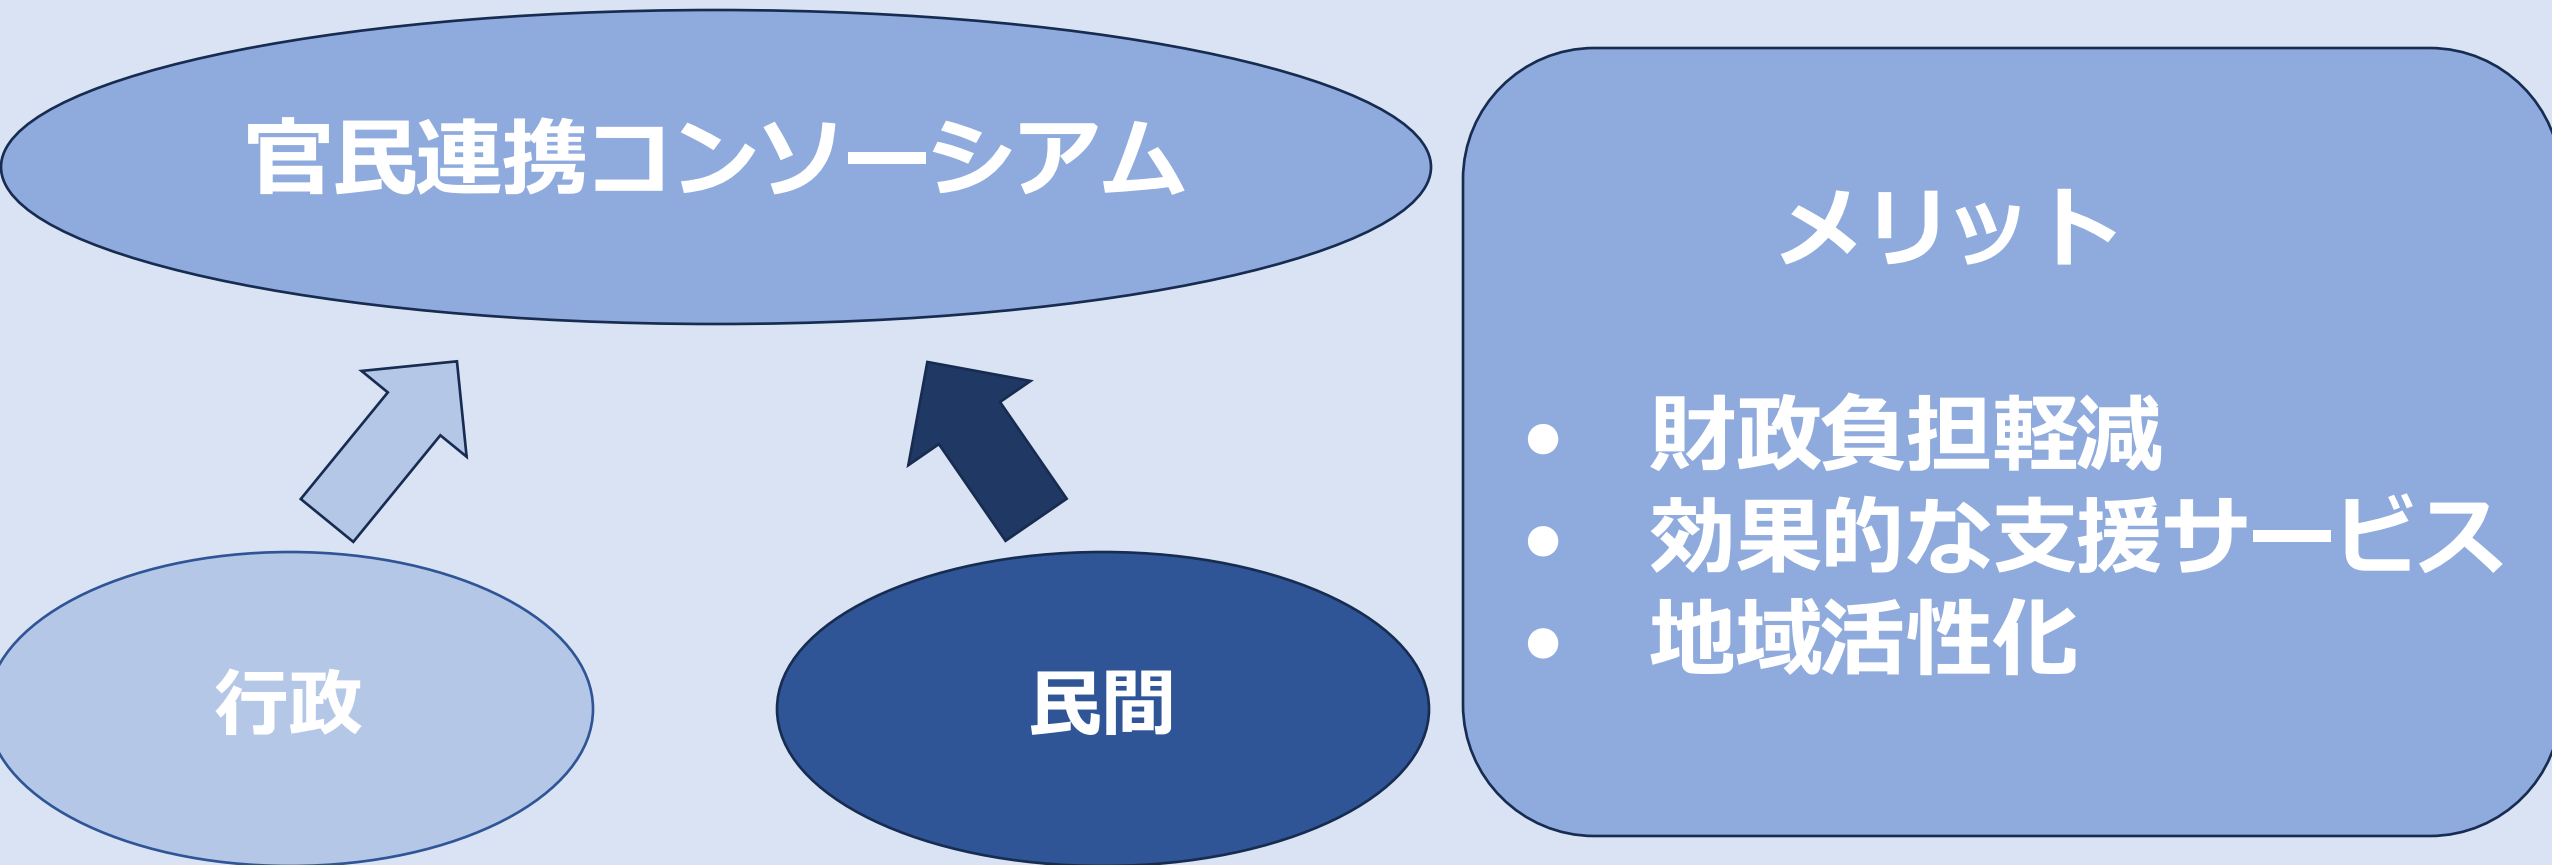 官民連携コンソーシアム
行政
民間
メリット
● 財政負担軽減
● 効果的な支援サービス
● 地域活性化